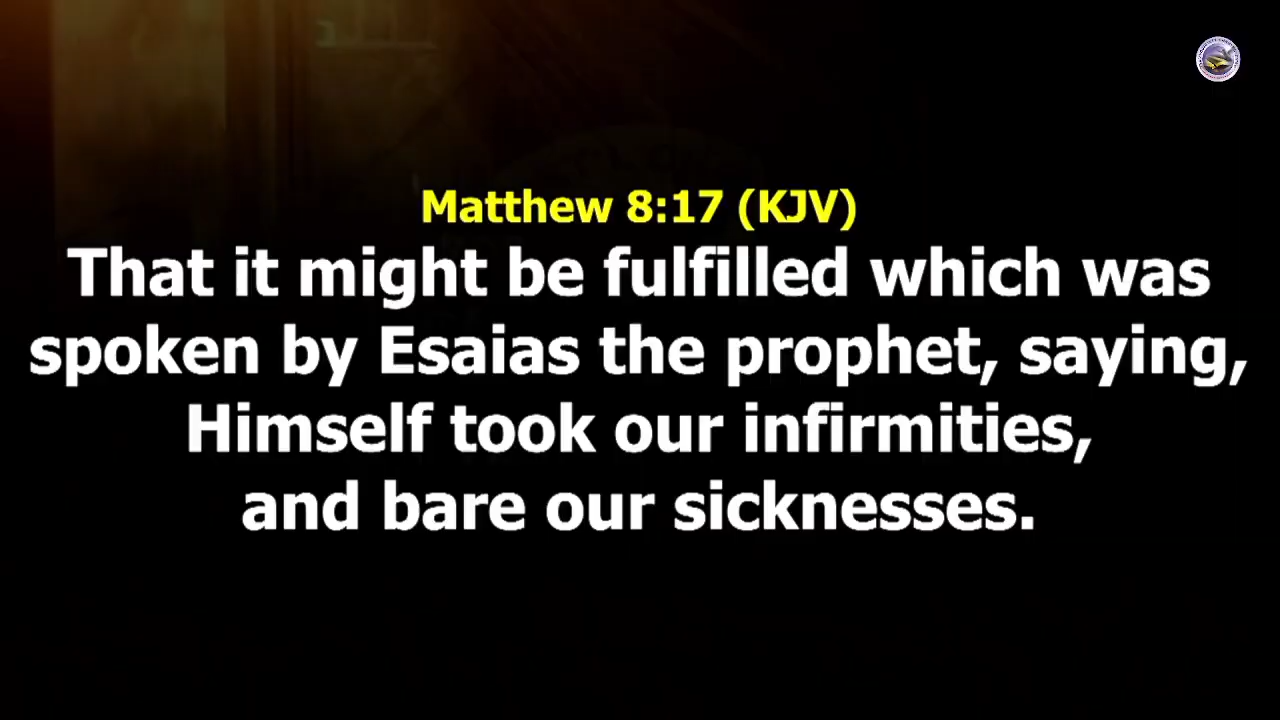 Matthew 8:17 (KJV)
That it might be fulfilled which was
spoken by Esaias the prophet, saying,
Himself took our infirmities,
and bare our sicknesses.